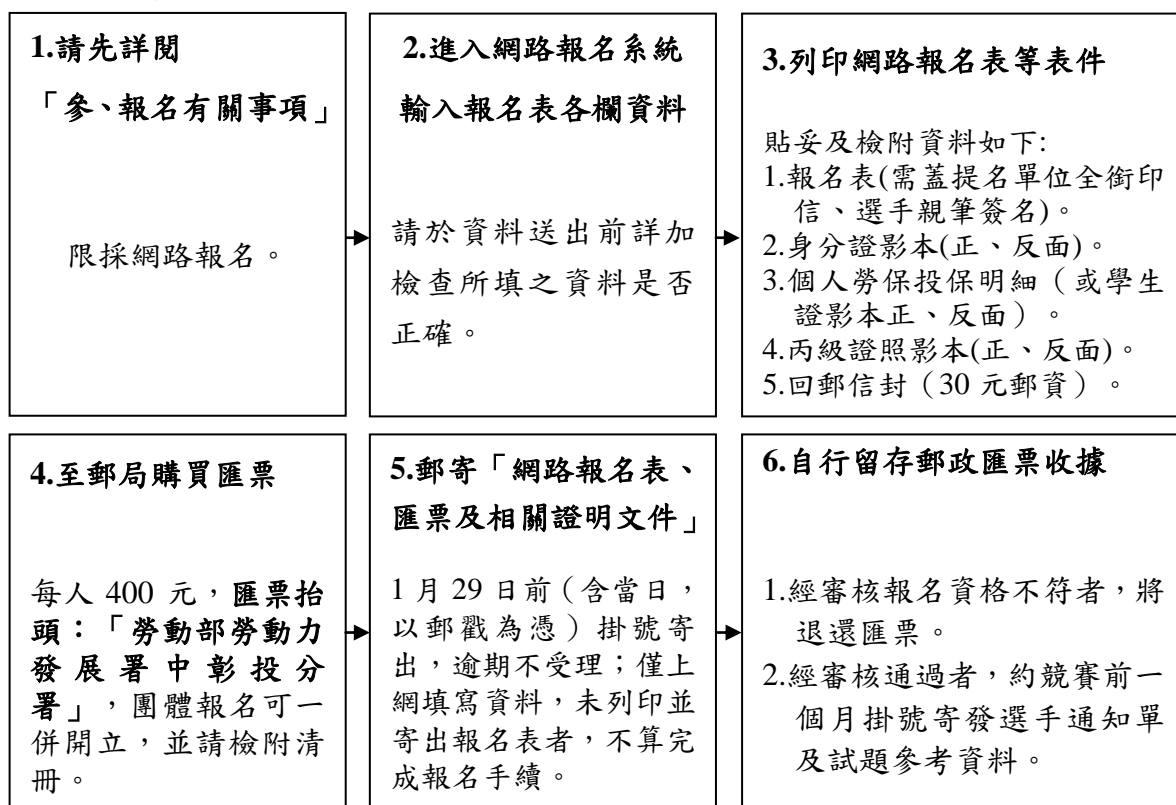 1.請先詳閱
「參、報名有關事項」
限採網路報名。
2.進入網路報名系統
輸入報名表各欄資料
請於資料送出前詳加
檢查所填之資料是否
正確。
3.列印網路報名表等表件
貼妥及檢附資料如下:
1.報名表(需蓋提名單位全銜印
信、選手親筆簽名)。
2.身分證影本(正、反面)。
3.個人勞保投保明細（或學生
證影本正、反面）。
4.丙級證照影本(正、反面)。
5.回郵信封（30 元郵資）。
4.至郵局購買匯票
每人 400 元，匯票抬
頭：「勞動部勞動力
發展署中彰投分
署」，團體報名可一
併開立，並請檢附清
冊。
5.郵寄「網路報名表、
匯票及相關證明文件」
1 月 29 日前（含當日，
以郵戳為憑）掛號寄
出，逾期不受理；僅上
網填寫資料，未列印並
寄出報名表者，不算完
成報名手續。
6.自行留存郵政匯票收據
1.經審核報名資格不符者，將
退還匯票。
2.經審核通過者，約競賽前一
個月掛號寄發選手通知單
及試題參考資料。